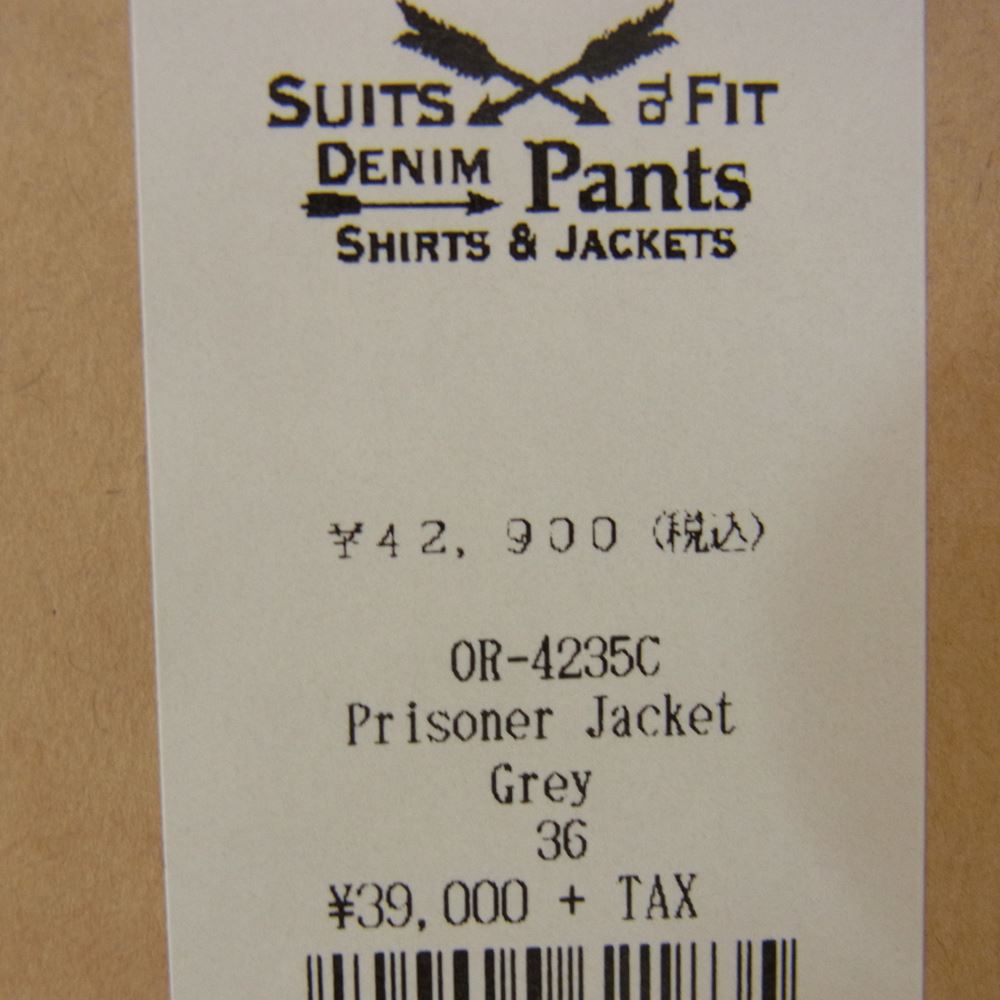 SUITS to FIT
DENIM Pants
SHIRTS & JACKETS
¥42,900(税込)
OR-4235C
Prisoner Jacket
Grey
36
¥39,000 + TAX